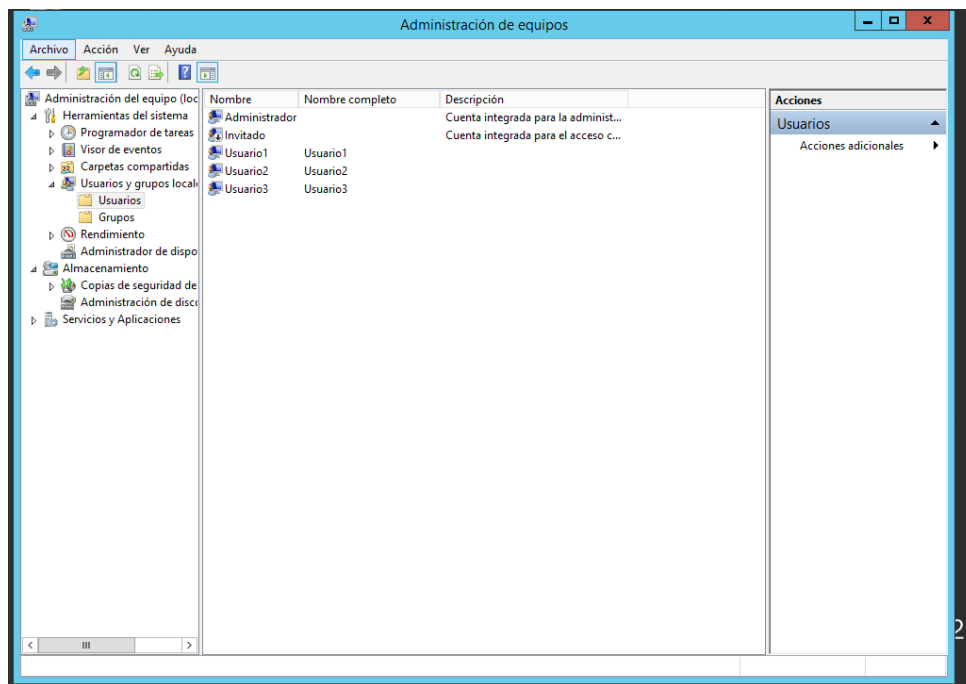 Administración de equipos
Archivo Acción Ver Ayuda
Administración del equipo (loc
Herramientas del sistema
Programador de tareas
Visor de eventos
Carpetas compartidas
Usuarios y grupos local
Usuarios
Grupos
Rendimiento
Administrador de dispo
Almacenamiento
Copias de seguridad de
Administración de disc
Servicios y Aplicaciones
Nombre Nombre completo Descripción
Administrador Cuenta integrada para la administ...
Invitado Cuenta integrada para el acceso c...
Usuario1 Usuario1
Usuario2 Usuario2
Usuario3 Usuario3
Acciones
Usuarios
Acciones adicionales
2